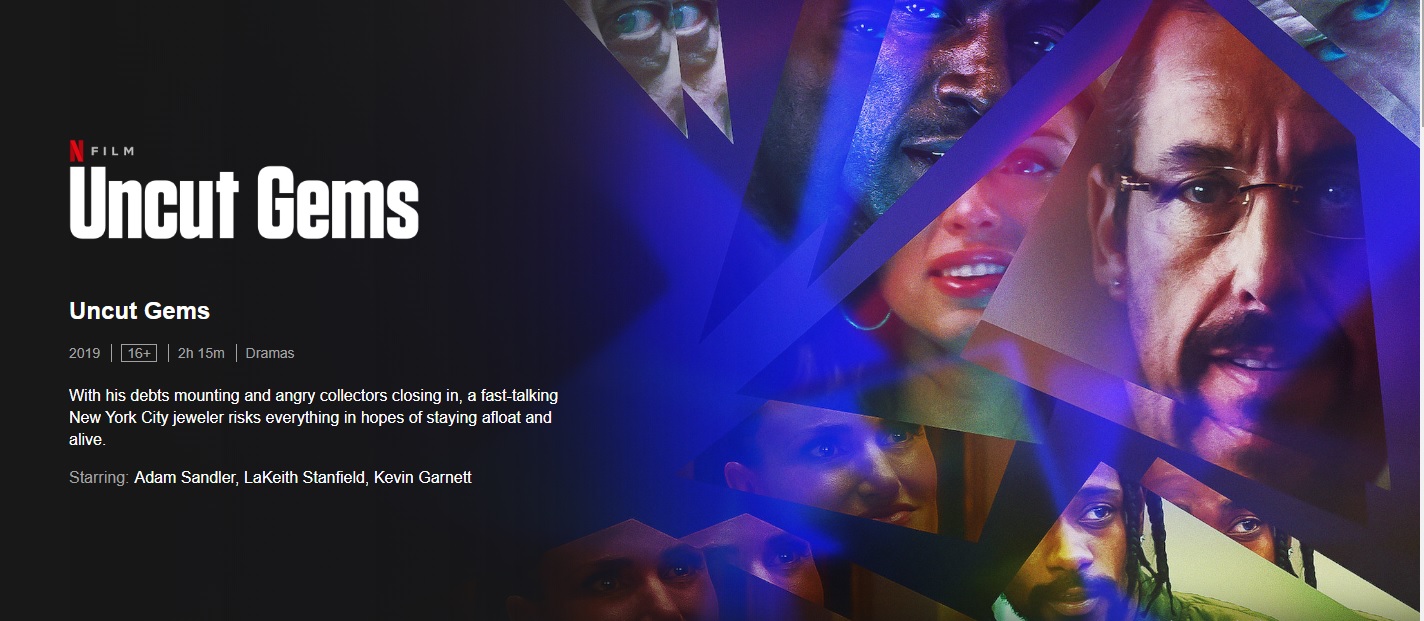 N FILM
Uncut Gems
Uncut Gems
2019 | 16+ | 2h 15m | Dramas
With his debts mounting and angry collectors closing in, a fast-talking
New York City jeweler risks everything in hopes of staying afloat and
alive.
Starring: Adam Sandler, LaKeith Stanfield, Kevin Garnett